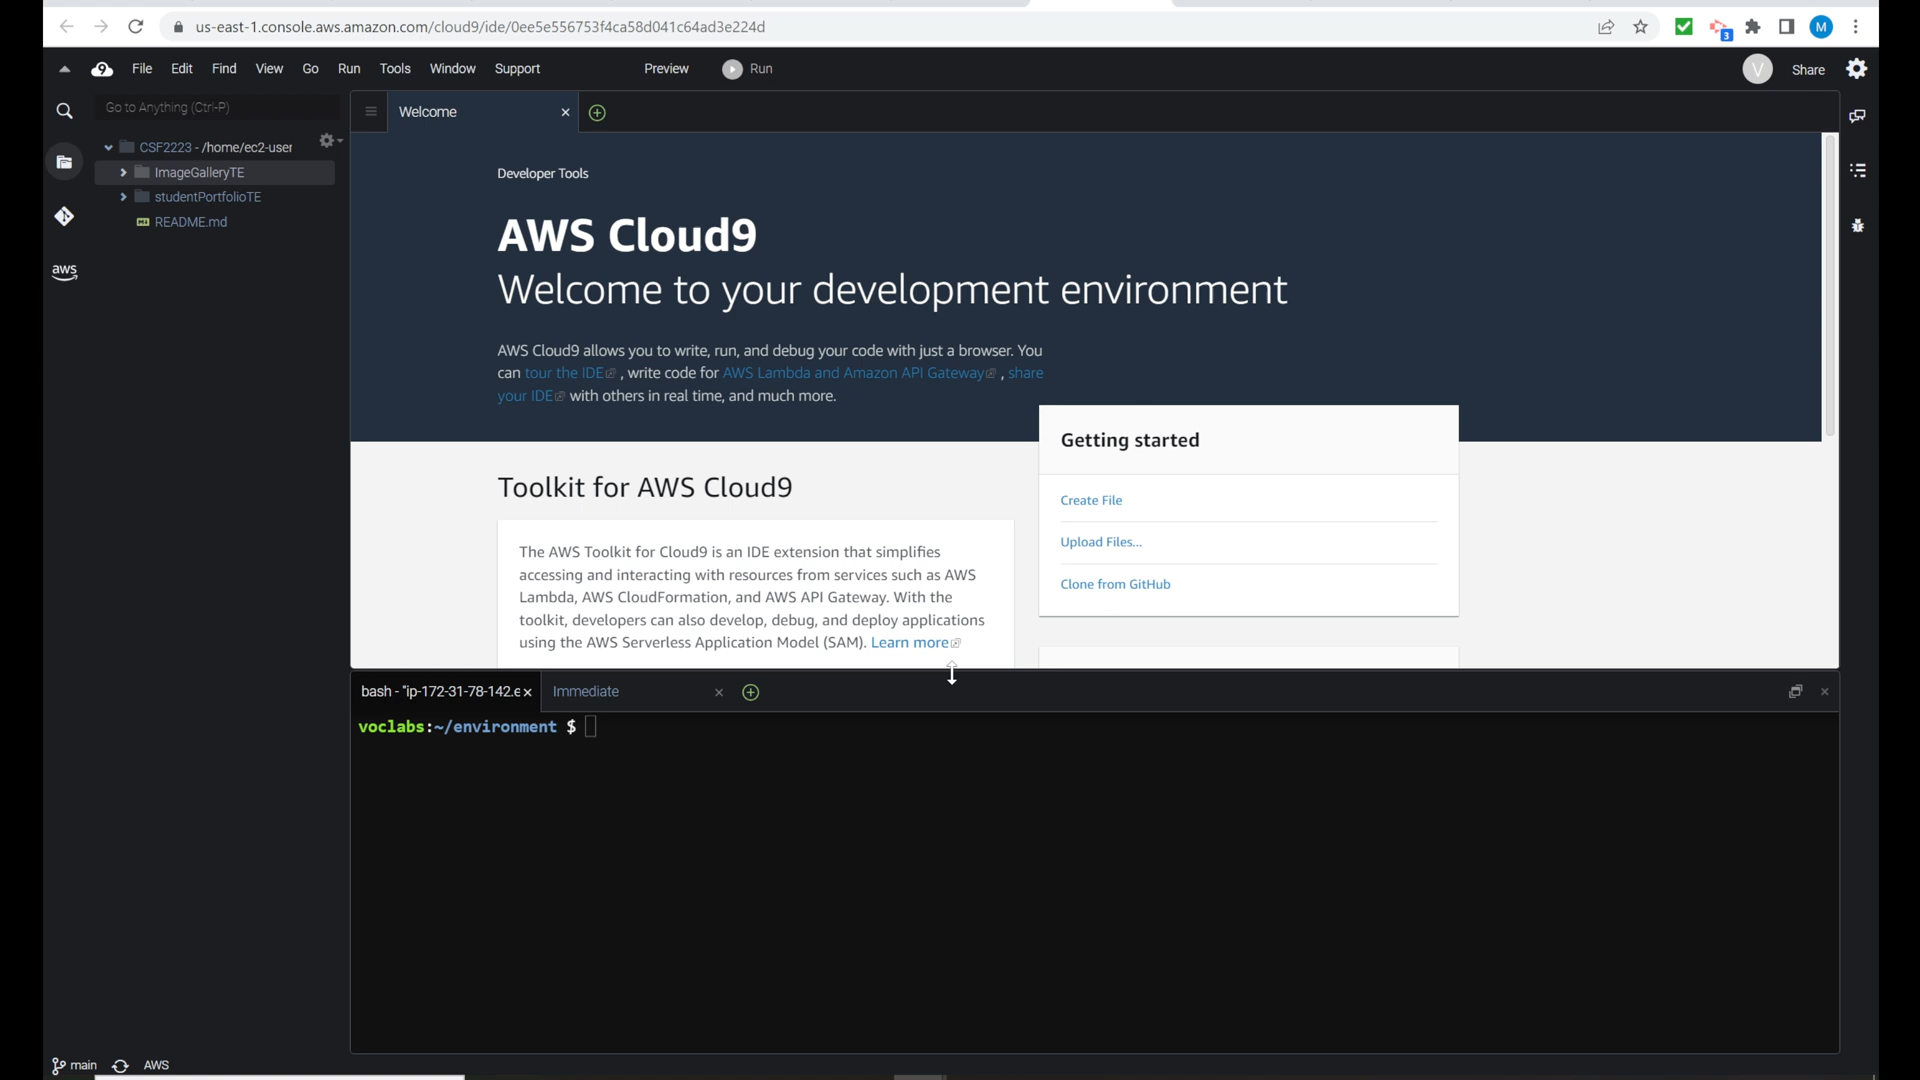 us-east-1.console.aws.amazon.com/cloud9/ide/0ee5e556753f4ca58d041c64ad3e224d
3
M
9
File Edit Find View Go Run Tools Window Support Preview Run
V Share
Go to Anything (Ctrl-P)
Welcome
CSF2223 - /home/ec2-user
ImageGalleryTE
studentPortfolioTE
README.md
aws
Developer Tools
AWS Cloud9
Welcome to your development environment
AWS Cloud9 allows you to write, run, and debug your code with just a browser. You
can tour the IDE , write code for AWS Lambda and Amazon API Gateway , share
your IDE with others in real time, and much more.
Getting started
Create File
Upload Files...
Clone from GitHub
Toolkit for AWS Cloud9
The AWS Toolkit for Cloud9 is an IDE extension that simplifies
accessing and interacting with resources from services such as AWS
Lambda, AWS CloudFormation, and AWS API Gateway. With the
toolkit, developers can also develop, debug, and deploy applications
using the AWS Serverless Application Model (SAM). Learn more
bash - "ip-172-31-78-142.e Immediate
voclabs:~/environment $
main AWS